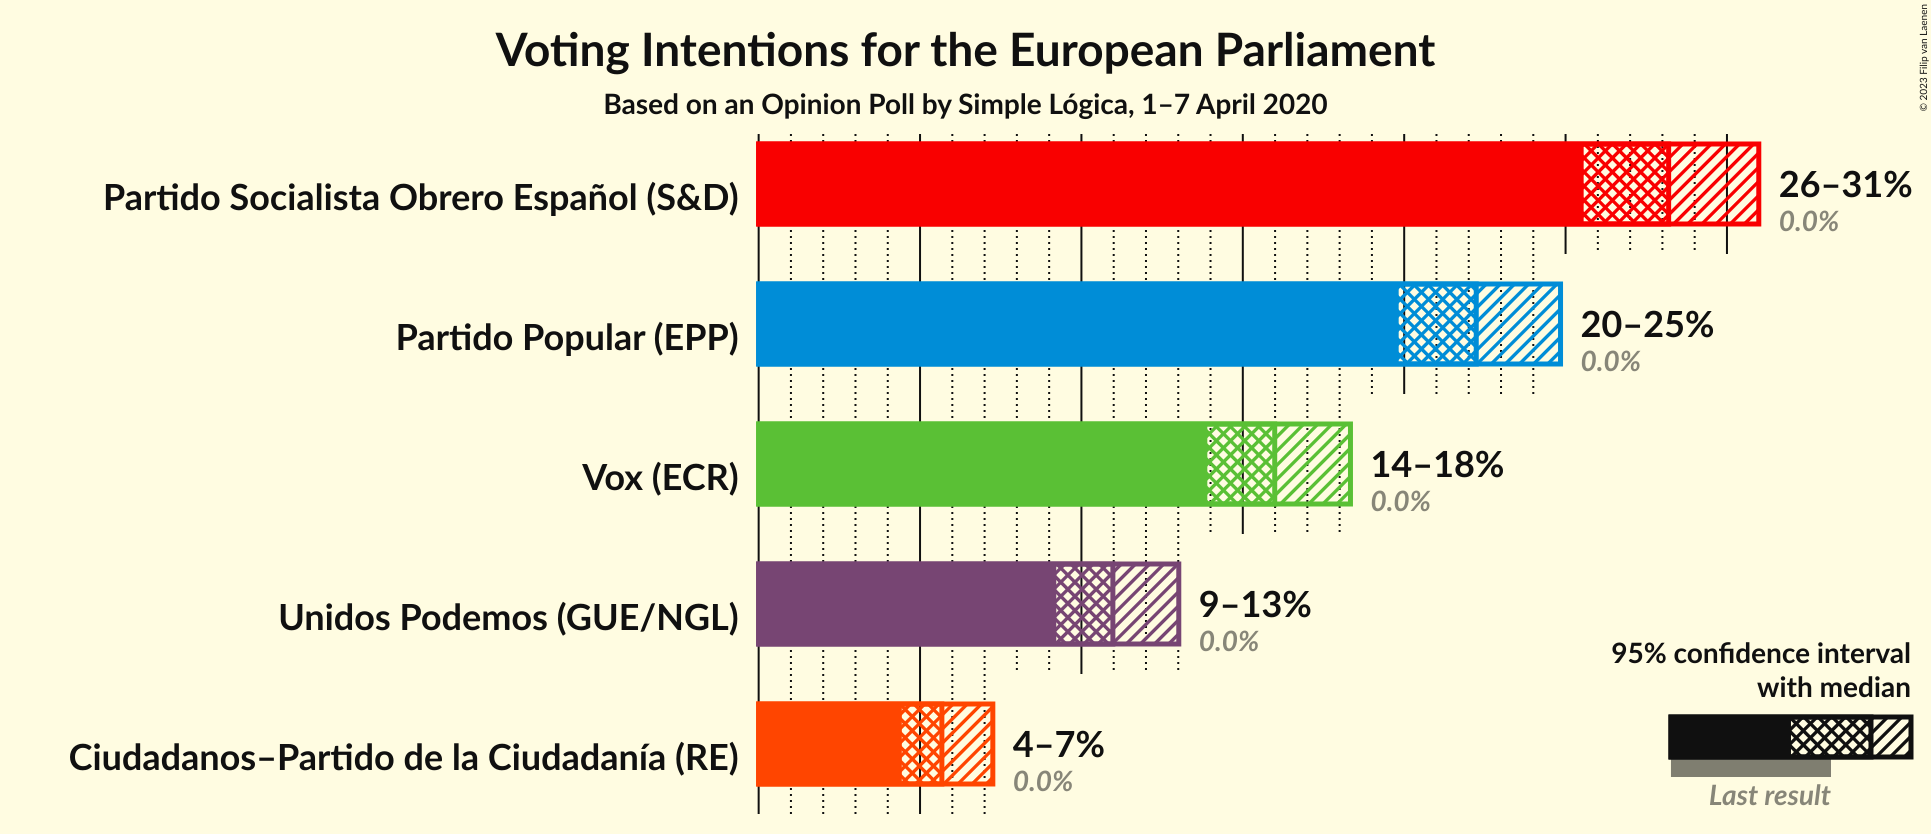 Voting Intentions for the European Parliament
Based on an Opinion Poll by Simple Lógica, 1–7 April 2020
© 2023 Filip van Laenen
Partido Socialista Obrero Español (S&D)
26–31%
0.0%
Partido Popular (EPP)
20–25%
0.0%
Vox (ECR)
14–18%
0.0%
Unidos Podemos (GUE/NGL)
9–13%
0.0%
Ciudadanos–Partido de la Ciudadanía (RE)
4–7%
0.0%
95% confidence interval
with median
Last result